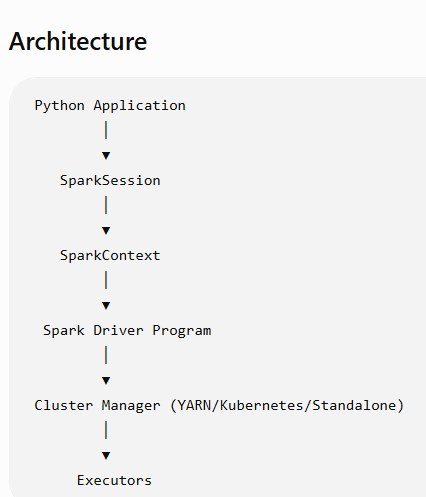 Architecture
Python Application
│
▼
SparkSession
│
▼
SparkContext
│
▼
Spark Driver Program
│
▼
Cluster Manager (YARN/Kubernetes/Standalone)
│
▼
Executors